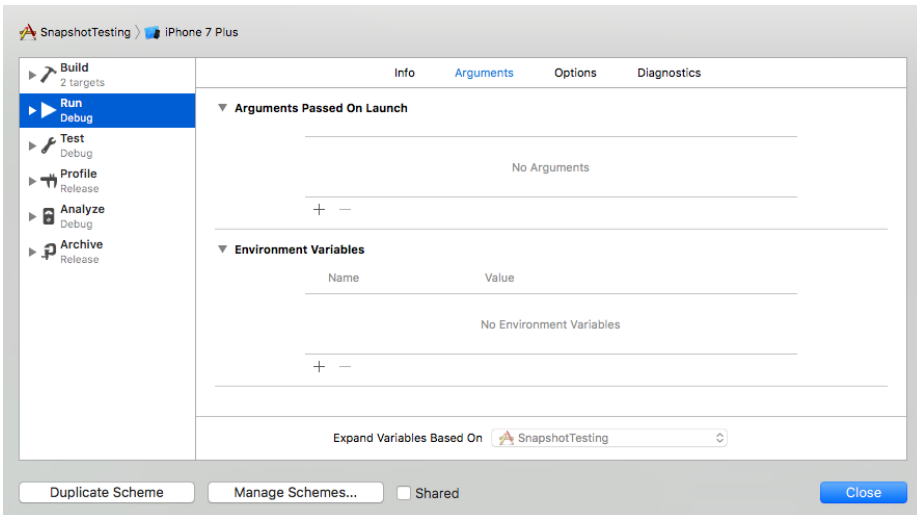 SnapshotTesting iPhone 7 Plus
Build
2 targets
Run
Debug
Test
Debug
Profile
Release
Analyze
Debug
Archive
Release
Info Arguments Options Diagnostics
Arguments Passed On Launch
No Arguments
Environment Variables
Name Value
No Environment Variables
Expand Variables Based On SnapshotTesting
Duplicate Scheme Manage Schemes... Shared Close